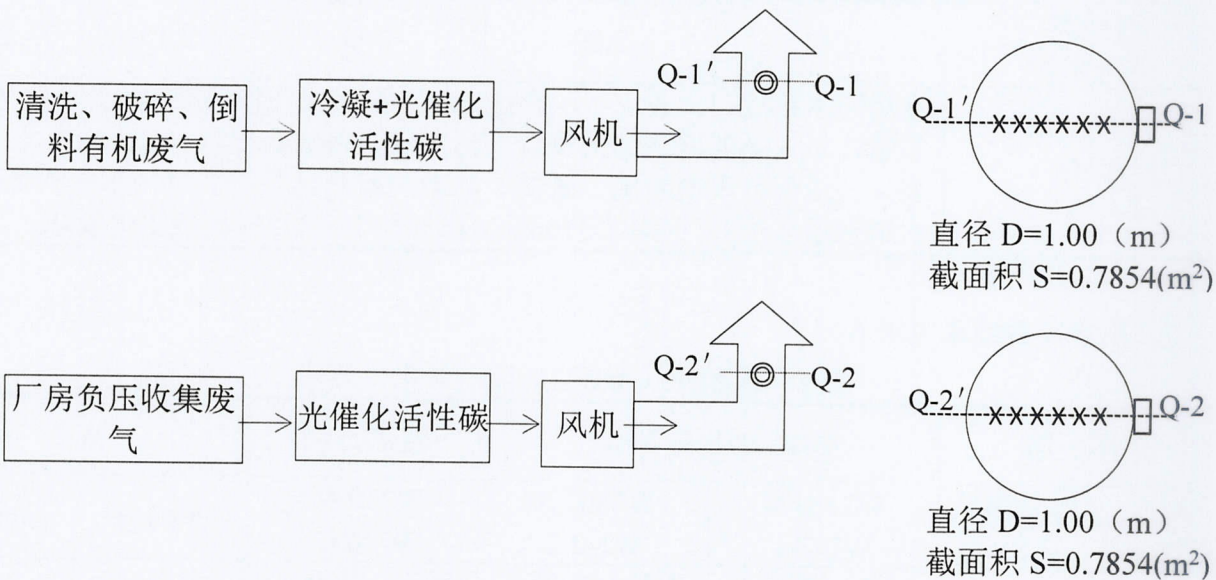 清洗、破碎、倒
料有机废气
冷凝+光催化
活性碳
风机
Q-1′
Q-1
Q-1′
××××××
Q-1
直径 D=1.00（m）
截面积 S=0.7854(m²)
厂房负压收集废
气
光催化活性碳
风机
Q-2′
Q-2
Q-2′
××××××
Q-2
直径 D=1.00（m）
截面积 S=0.7854(m²)